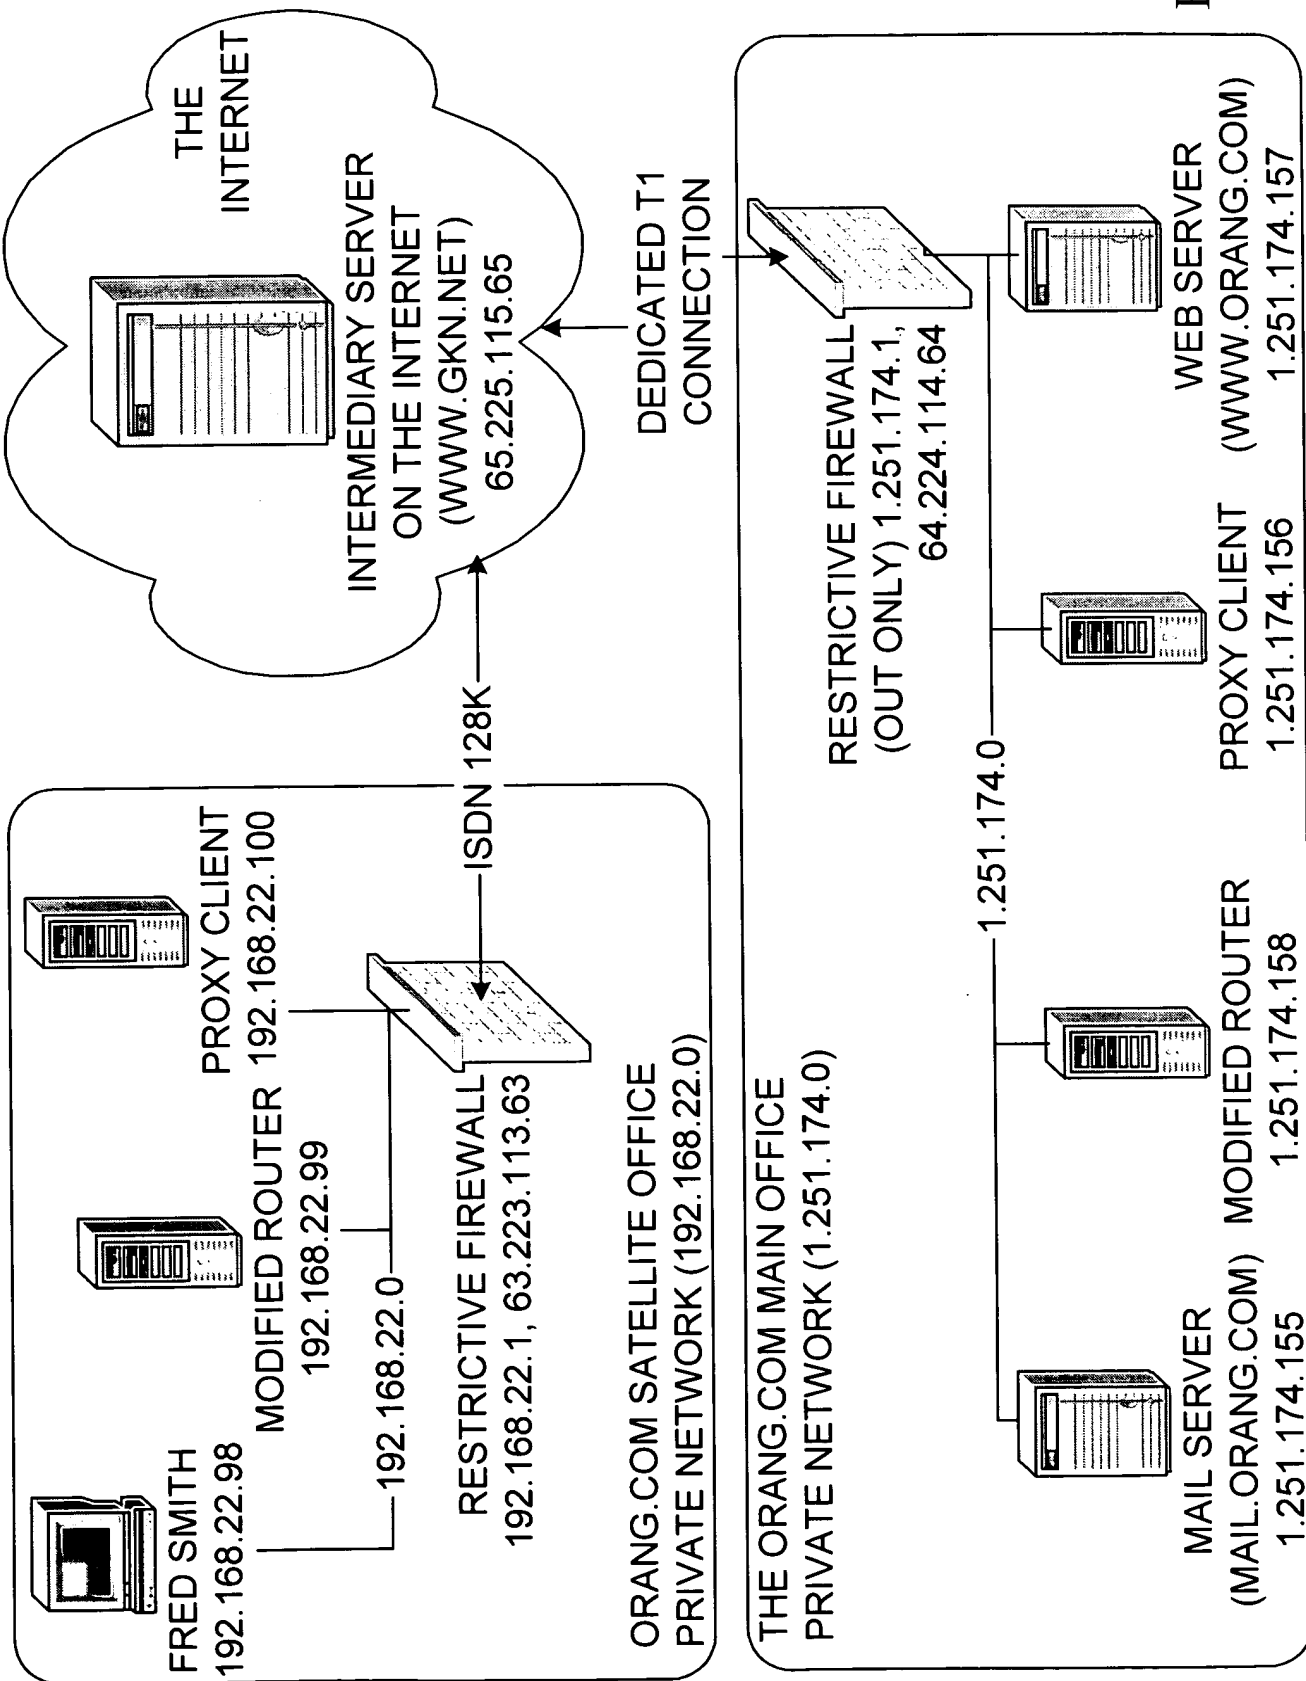 FRED SMITH
192.168.22.98
MODIFIED ROUTER
192.168.22.99
PROXY CLIENT
192.168.22.100
192.168.22.0
RESTRICTIVE FIREWALL
192.168.22.1, 63.223.113.63
ISDN 128K
ORANG.COM SATELLITE OFFICE
PRIVATE NETWORK (192.168.22.0)
THE
INTERNET
INTERMEDIARY SERVER
ON THE INTERNET
(WWW.GKN.NET)
65.225.115.65
DEDICATED T1
CONNECTION
THE ORANG.COM MAIN OFFICE
PRIVATE NETWORK (1.251.174.0)
RESTRICTIVE FIREWALL
(OUT ONLY) 1.251.174.1,
64.224.114.64
1.251.174.0
MAIL SERVER
(MAIL.ORANG.COM)
1.251.174.155
MODIFIED ROUTER
1.251.174.158
PROXY CLIENT
1.251.174.156
WEB SERVER
(WWW.ORANG.COM)
1.251.174.157